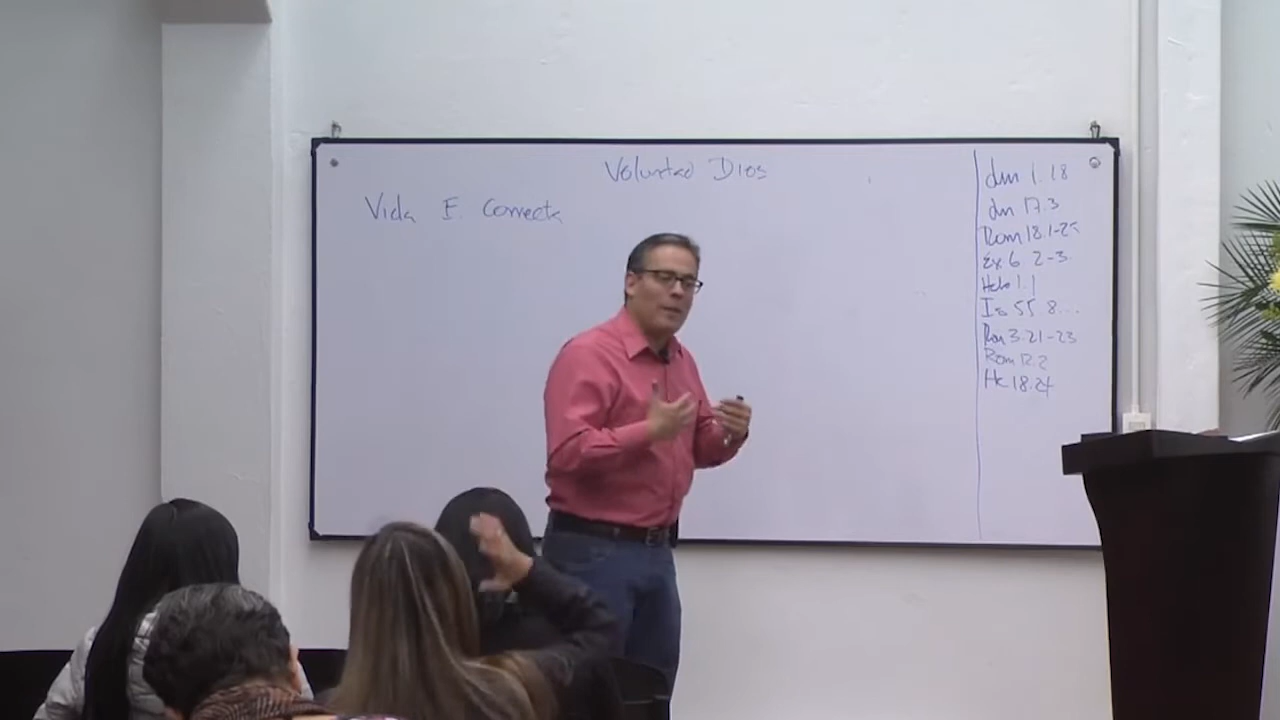 Voluntad Dios
Vida E. Correcta
Jn 1.18
Jn 17.3
Rom 18.1-25
Ex 6 2-3
Heb 1.1
Is 55.8...
Rom 3.21-23
Rom 12.2
Hc 18.24